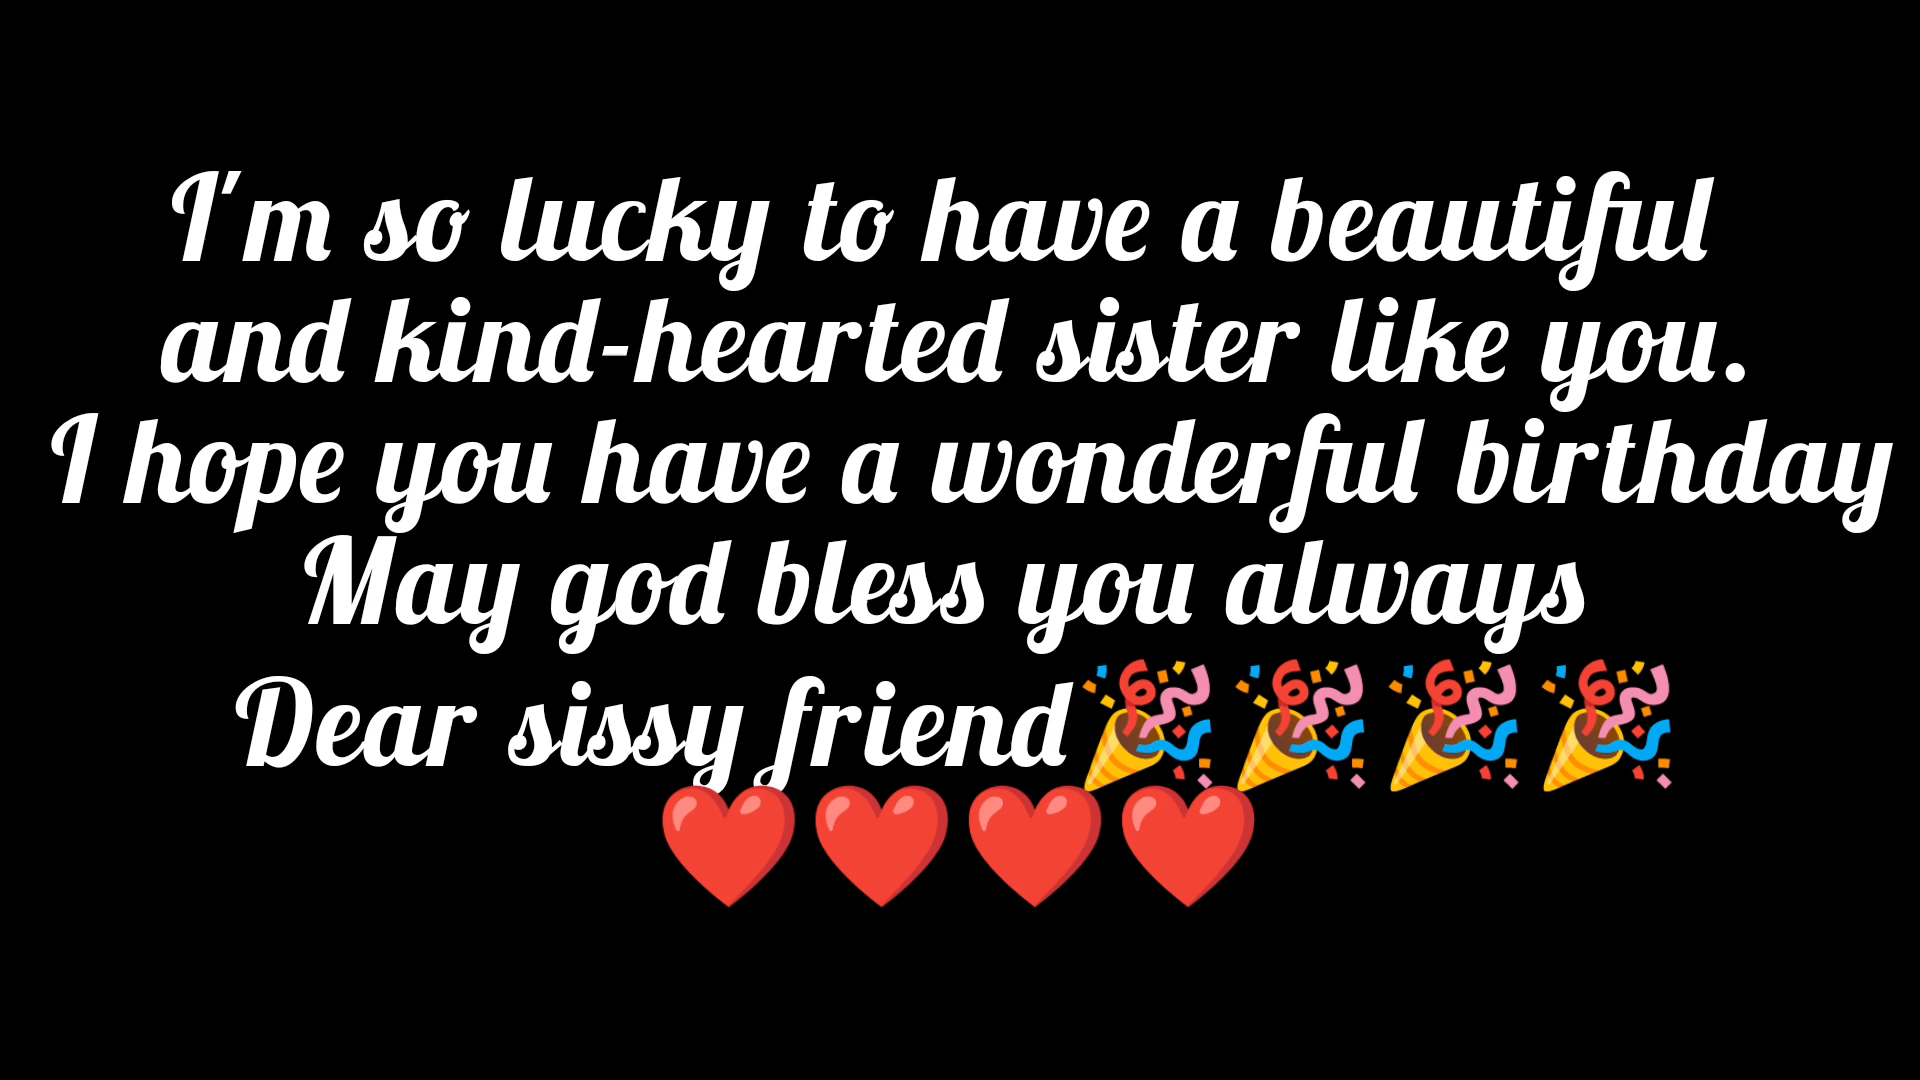 I'm so lucky to have a beautiful
and kind-hearted sister like you.
I hope you have a wonderful birthday
May god bless you always
Dear sissy friend🎉🎉🎉🎉
❤️❤️❤️❤️